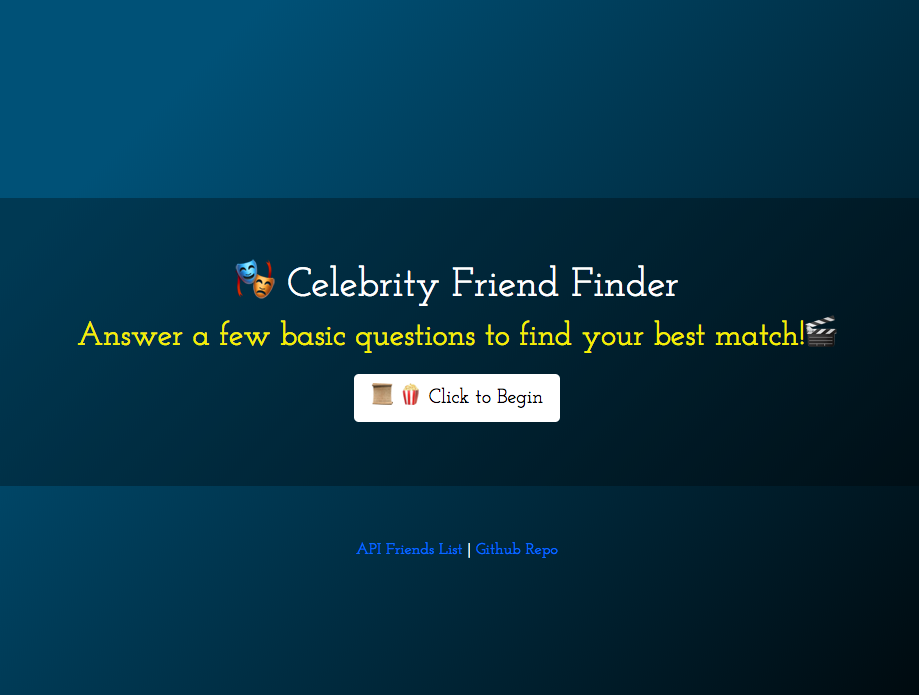 Celebrity Friend Finder
Answer a few basic questions to find your best match!
Click to Begin
API Friends List | Github Repo